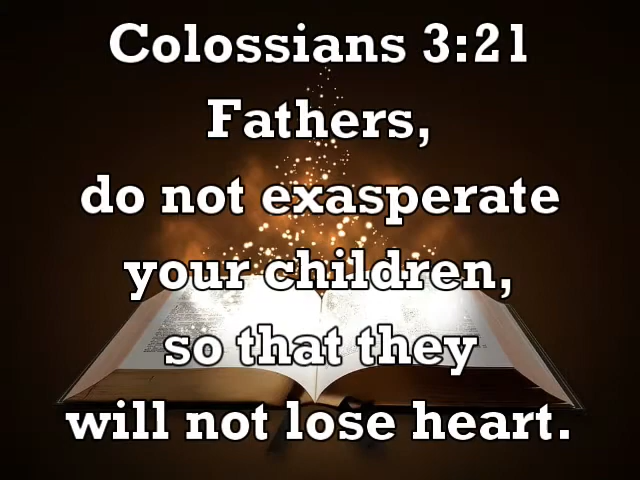 Colossians 3:21
Fathers,
do not exasperate
your children,
so that they
will not lose heart.